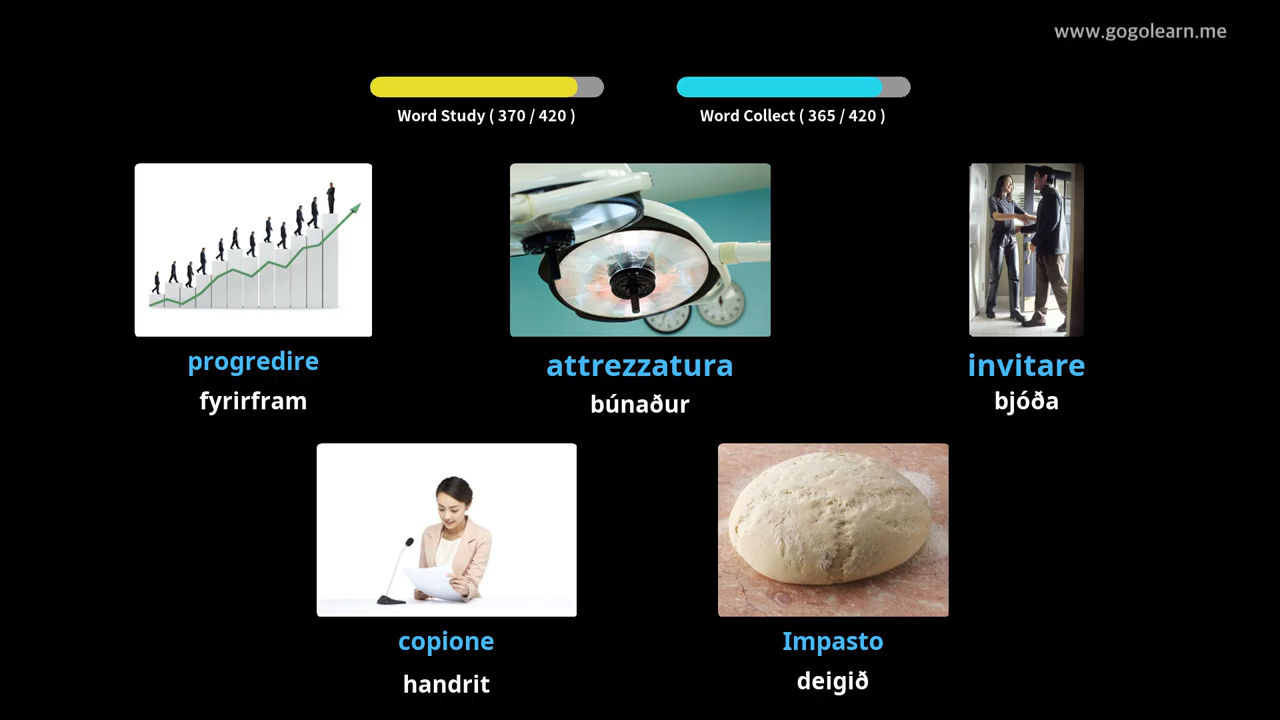 www.gogolearn.me
Word Study ( 370 / 420 )
Word Collect ( 365 / 420 )
progredire
fyrirfram
attrezzatura
búnaður
invitare
bjóða
copione
handrit
Impasto
deigið